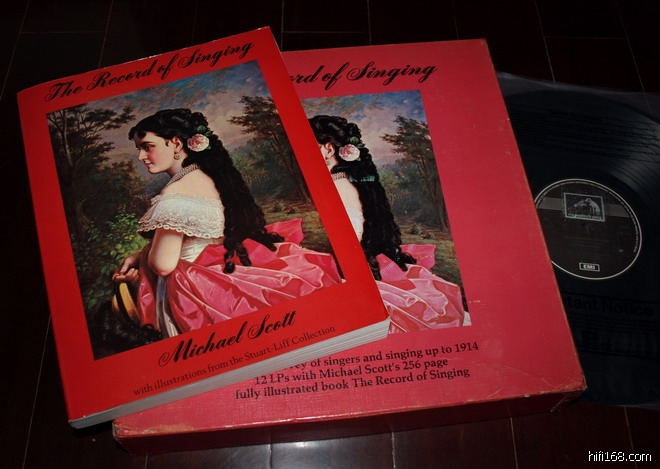 The Record of Singing
Michael Scott
with illustrations from the Stuart-Liff Collection
of Singing
of singers and singing up to 1914
12 LPs with Michael Scott's 256 page
fully illustrated book The Record of Singing
EMI
Notice
hifi168.com